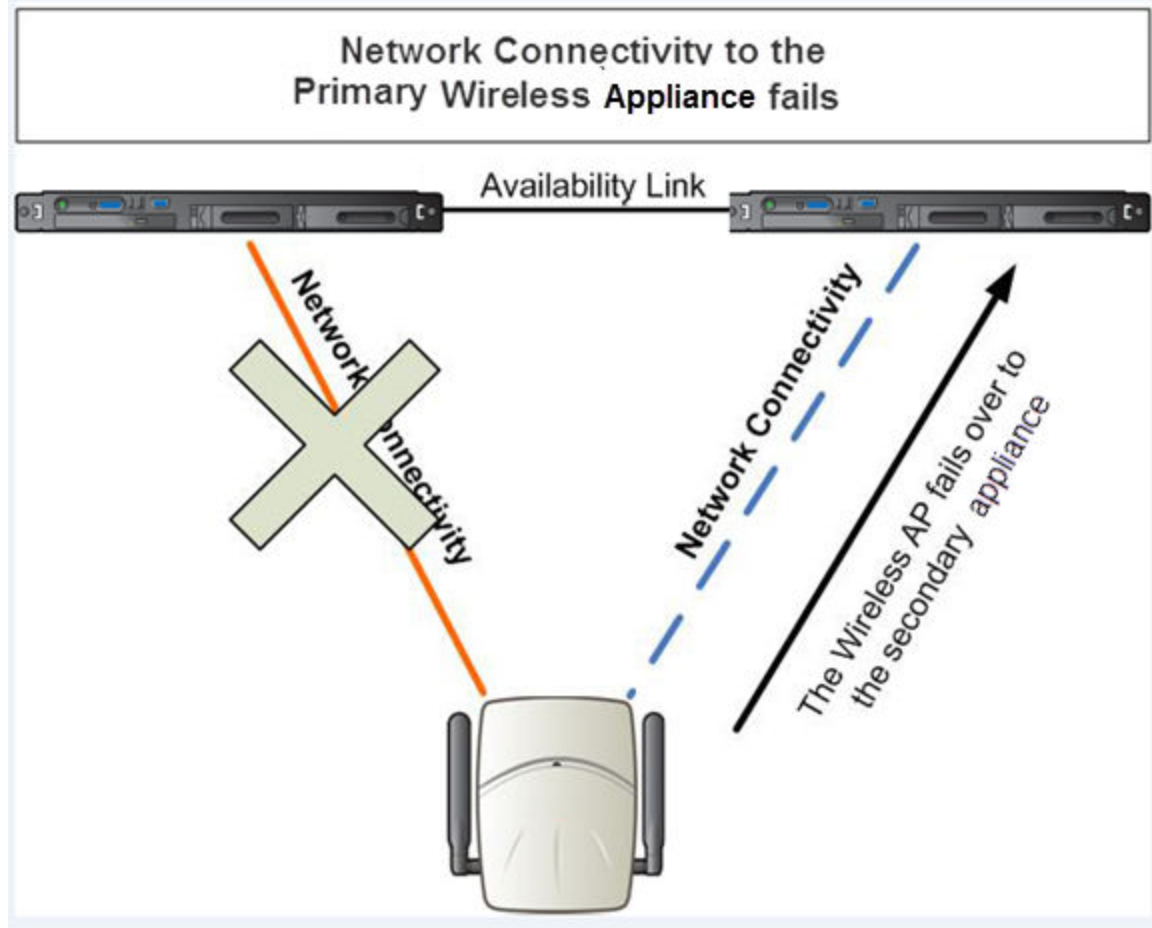 Network Connectivity to the
Primary Wireless Appliance fails
Availability Link
Network Connectivity
Network Connectivity
The Wireless AP fails over to
the secondary appliance